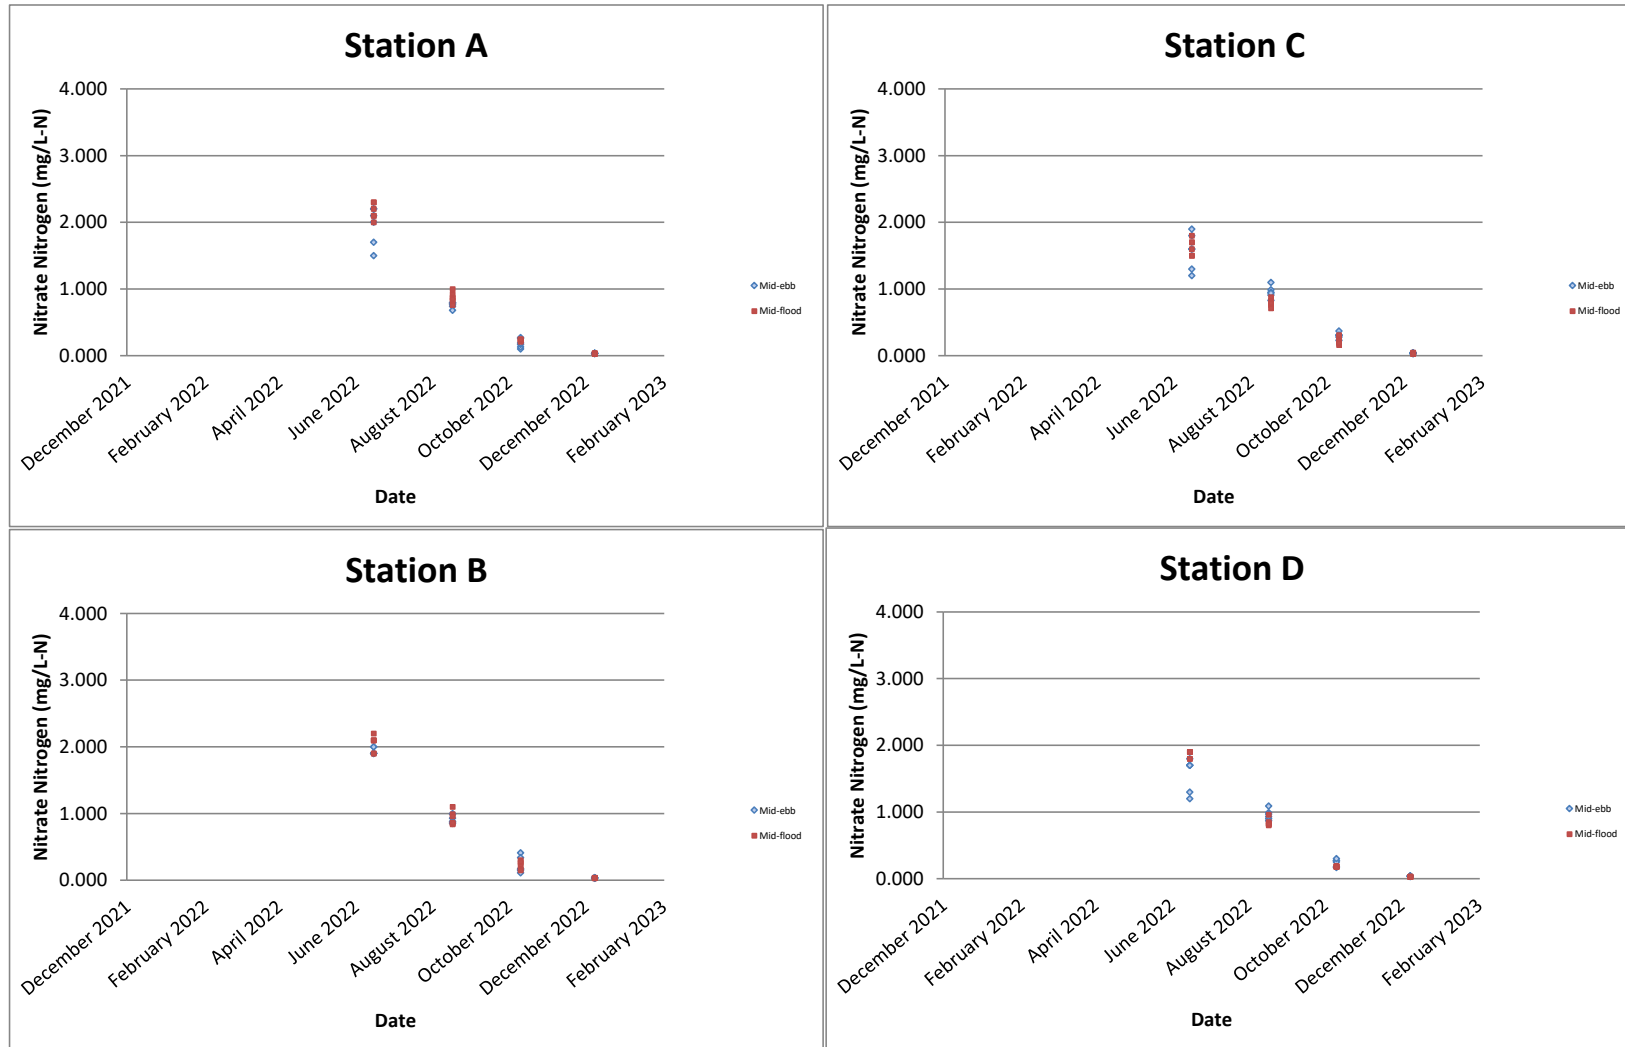 Station A
Nitrate Nitrogen (mg/L-N)
4.000
3.000
2.000
1.000
0.000
December 2021
February 2022
April 2022
June 2022
August 2022
October 2022
December 2022
February 2023
Date
Mid-ebb
Mid-flood
Station C
Nitrate Nitrogen (mg/L-N)
4.000
3.000
2.000
1.000
0.000
December 2021
February 2022
April 2022
June 2022
August 2022
October 2022
December 2022
February 2023
Date
Mid-ebb
Mid-flood
Station B
Nitrate Nitrogen (mg/L-N)
4.000
3.000
2.000
1.000
0.000
December 2021
February 2022
April 2022
June 2022
August 2022
October 2022
December 2022
February 2023
Date
Mid-ebb
Mid-flood
Station D
Nitrate Nitrogen (mg/L-N)
4.000
3.000
2.000
1.000
0.000
December 2021
February 2022
April 2022
June 2022
August 2022
October 2022
December 2022
February 2023
Date
Mid-ebb
Mid-flood